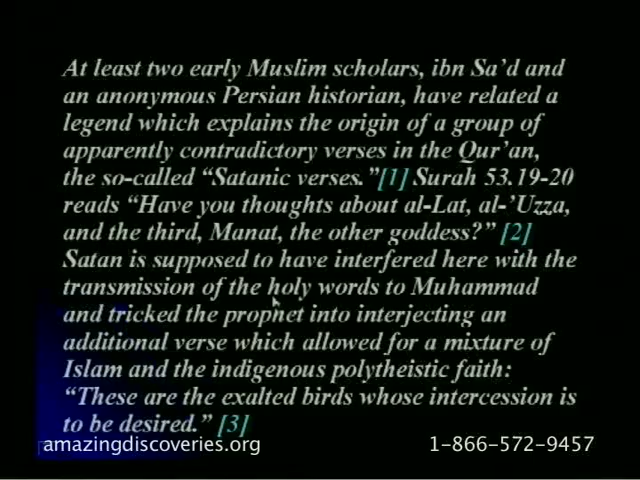 At least two early Muslim scholars, ibn Sa’d and
an anonymous Persian historian, have related a
legend which explains the origin of a group of
apparently contradictory verses in the Qur’an,
the so-called “Satanic verses.”[1] Surah 53.19-20
reads “Have you thoughts about al-Lat, al-’Uzza,
and the third, Manat, the other goddess?” [2]
Satan is supposed to have interfered here with the
transmission of the holy words to Muhammad
and tricked the prophet into interjecting an
additional verse which allowed for a mixture of
Islam and the indigenous polytheistic faith:
“These are the exalted birds whose intercession is
to be desired.” [3]
amazingdiscoveries.org 1-866-572-9457